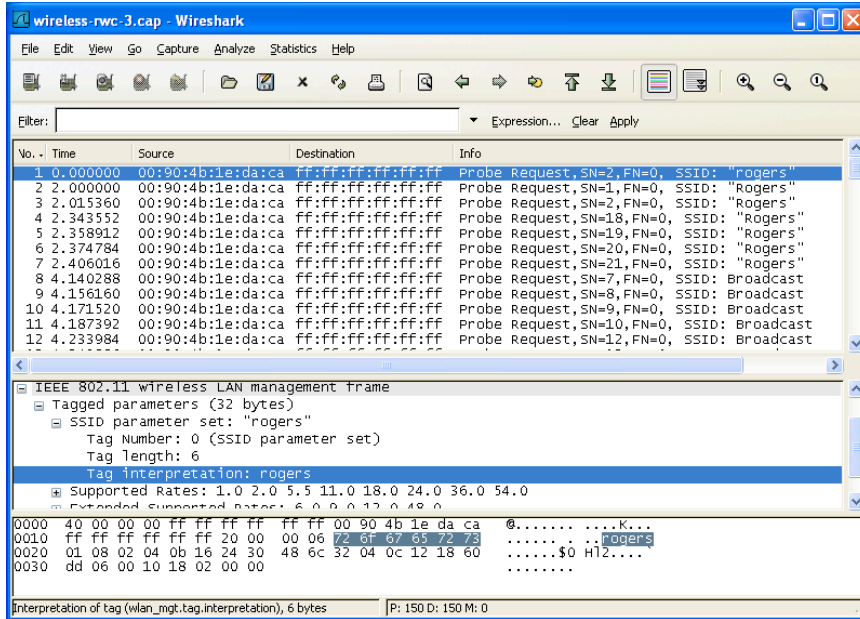 wireless-rwc-3.cap - Wireshark
File Edit View Go Capture Analyze Statistics Help
Filter: Expression... Clear Apply
No. - Time Source Destination Info
1 0.000000 00:90:4b:1e:da:ca ff:ff:ff:ff:ff:ff Probe Request,SN=2,FN=0, SSID: "rogers"
2 2.000000 00:90:4b:1e:da:ca ff:ff:ff:ff:ff:ff Probe Request,SN=1,FN=0, SSID: "Rogers"
3 2.015360 00:90:4b:1e:da:ca ff:ff:ff:ff:ff:ff Probe Request,SN=2,FN=0, SSID: "Rogers"
4 2.343552 00:90:4b:1e:da:ca ff:ff:ff:ff:ff:ff Probe Request,SN=18,FN=0, SSID: "Rogers"
5 2.358912 00:90:4b:1e:da:ca ff:ff:ff:ff:ff:ff Probe Request,SN=19,FN=0, SSID: "Rogers"
6 2.374784 00:90:4b:1e:da:ca ff:ff:ff:ff:ff:ff Probe Request,SN=20,FN=0, SSID: "Rogers"
7 2.406016 00:90:4b:1e:da:ca ff:ff:ff:ff:ff:ff Probe Request,SN=21,FN=0, SSID: "Rogers"
8 4.140288 00:90:4b:1e:da:ca ff:ff:ff:ff:ff:ff Probe Request,SN=7,FN=0, SSID: Broadcast
9 4.156160 00:90:4b:1e:da:ca ff:ff:ff:ff:ff:ff Probe Request,SN=8,FN=0, SSID: Broadcast
10 4.171520 00:90:4b:1e:da:ca ff:ff:ff:ff:ff:ff Probe Request,SN=9,FN=0, SSID: Broadcast
11 4.187392 00:90:4b:1e:da:ca ff:ff:ff:ff:ff:ff Probe Request,SN=10,FN=0, SSID: Broadcast
12 4.233984 00:90:4b:1e:da:ca ff:ff:ff:ff:ff:ff Probe Request,SN=12,FN=0, SSID: Broadcast
IEEE 802.11 wireless LAN management frame
Tagged parameters (32 bytes)
SSID parameter set: "rogers"
Tag Number: 0 (SSID parameter set)
Tag length: 6
Tag interpretation: rogers
Supported Rates: 1.0 2.0 5.5 11.0 18.0 24.0 36.0 54.0
Extended Supported Rates: 6.0 9.0 12.0 48.0
0000 40 00 00 00 ff ff ff ff ff ff 00 90 4b 1e da ca @....... ....K...
0010 ff ff ff ff ff ff 20 00 00 06 72 6f 67 65 72 73 ...... . ..rogers
0020 01 08 02 04 0b 16 24 30 48 6c 32 04 0c 12 18 60 ......$0 Hl2....`
0030 dd 06 00 10 18 02 00 00 ........
Interpretation of tag (wlan_mgt.tag.interpretation), 6 bytes P: 150 D: 150 M: 0